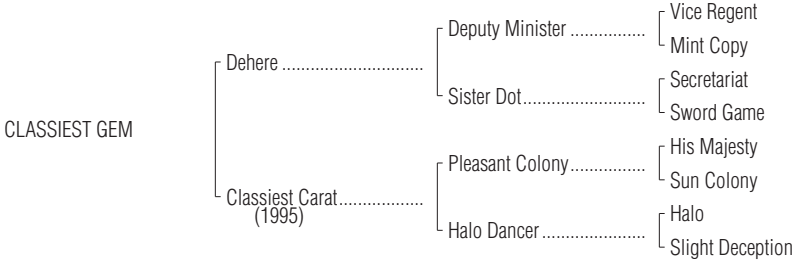 Vice Regent
Deputy Minister ................
Mint Copy
Dehere .............................
Secretariat
Sister Dot.........................
Sword Game
CLASSIEST GEM
His Majesty
Pleasant Colony................
Sun Colony
Classiest Carat..................
(1995)
Halo
Halo Dancer .....................
Slight Deception